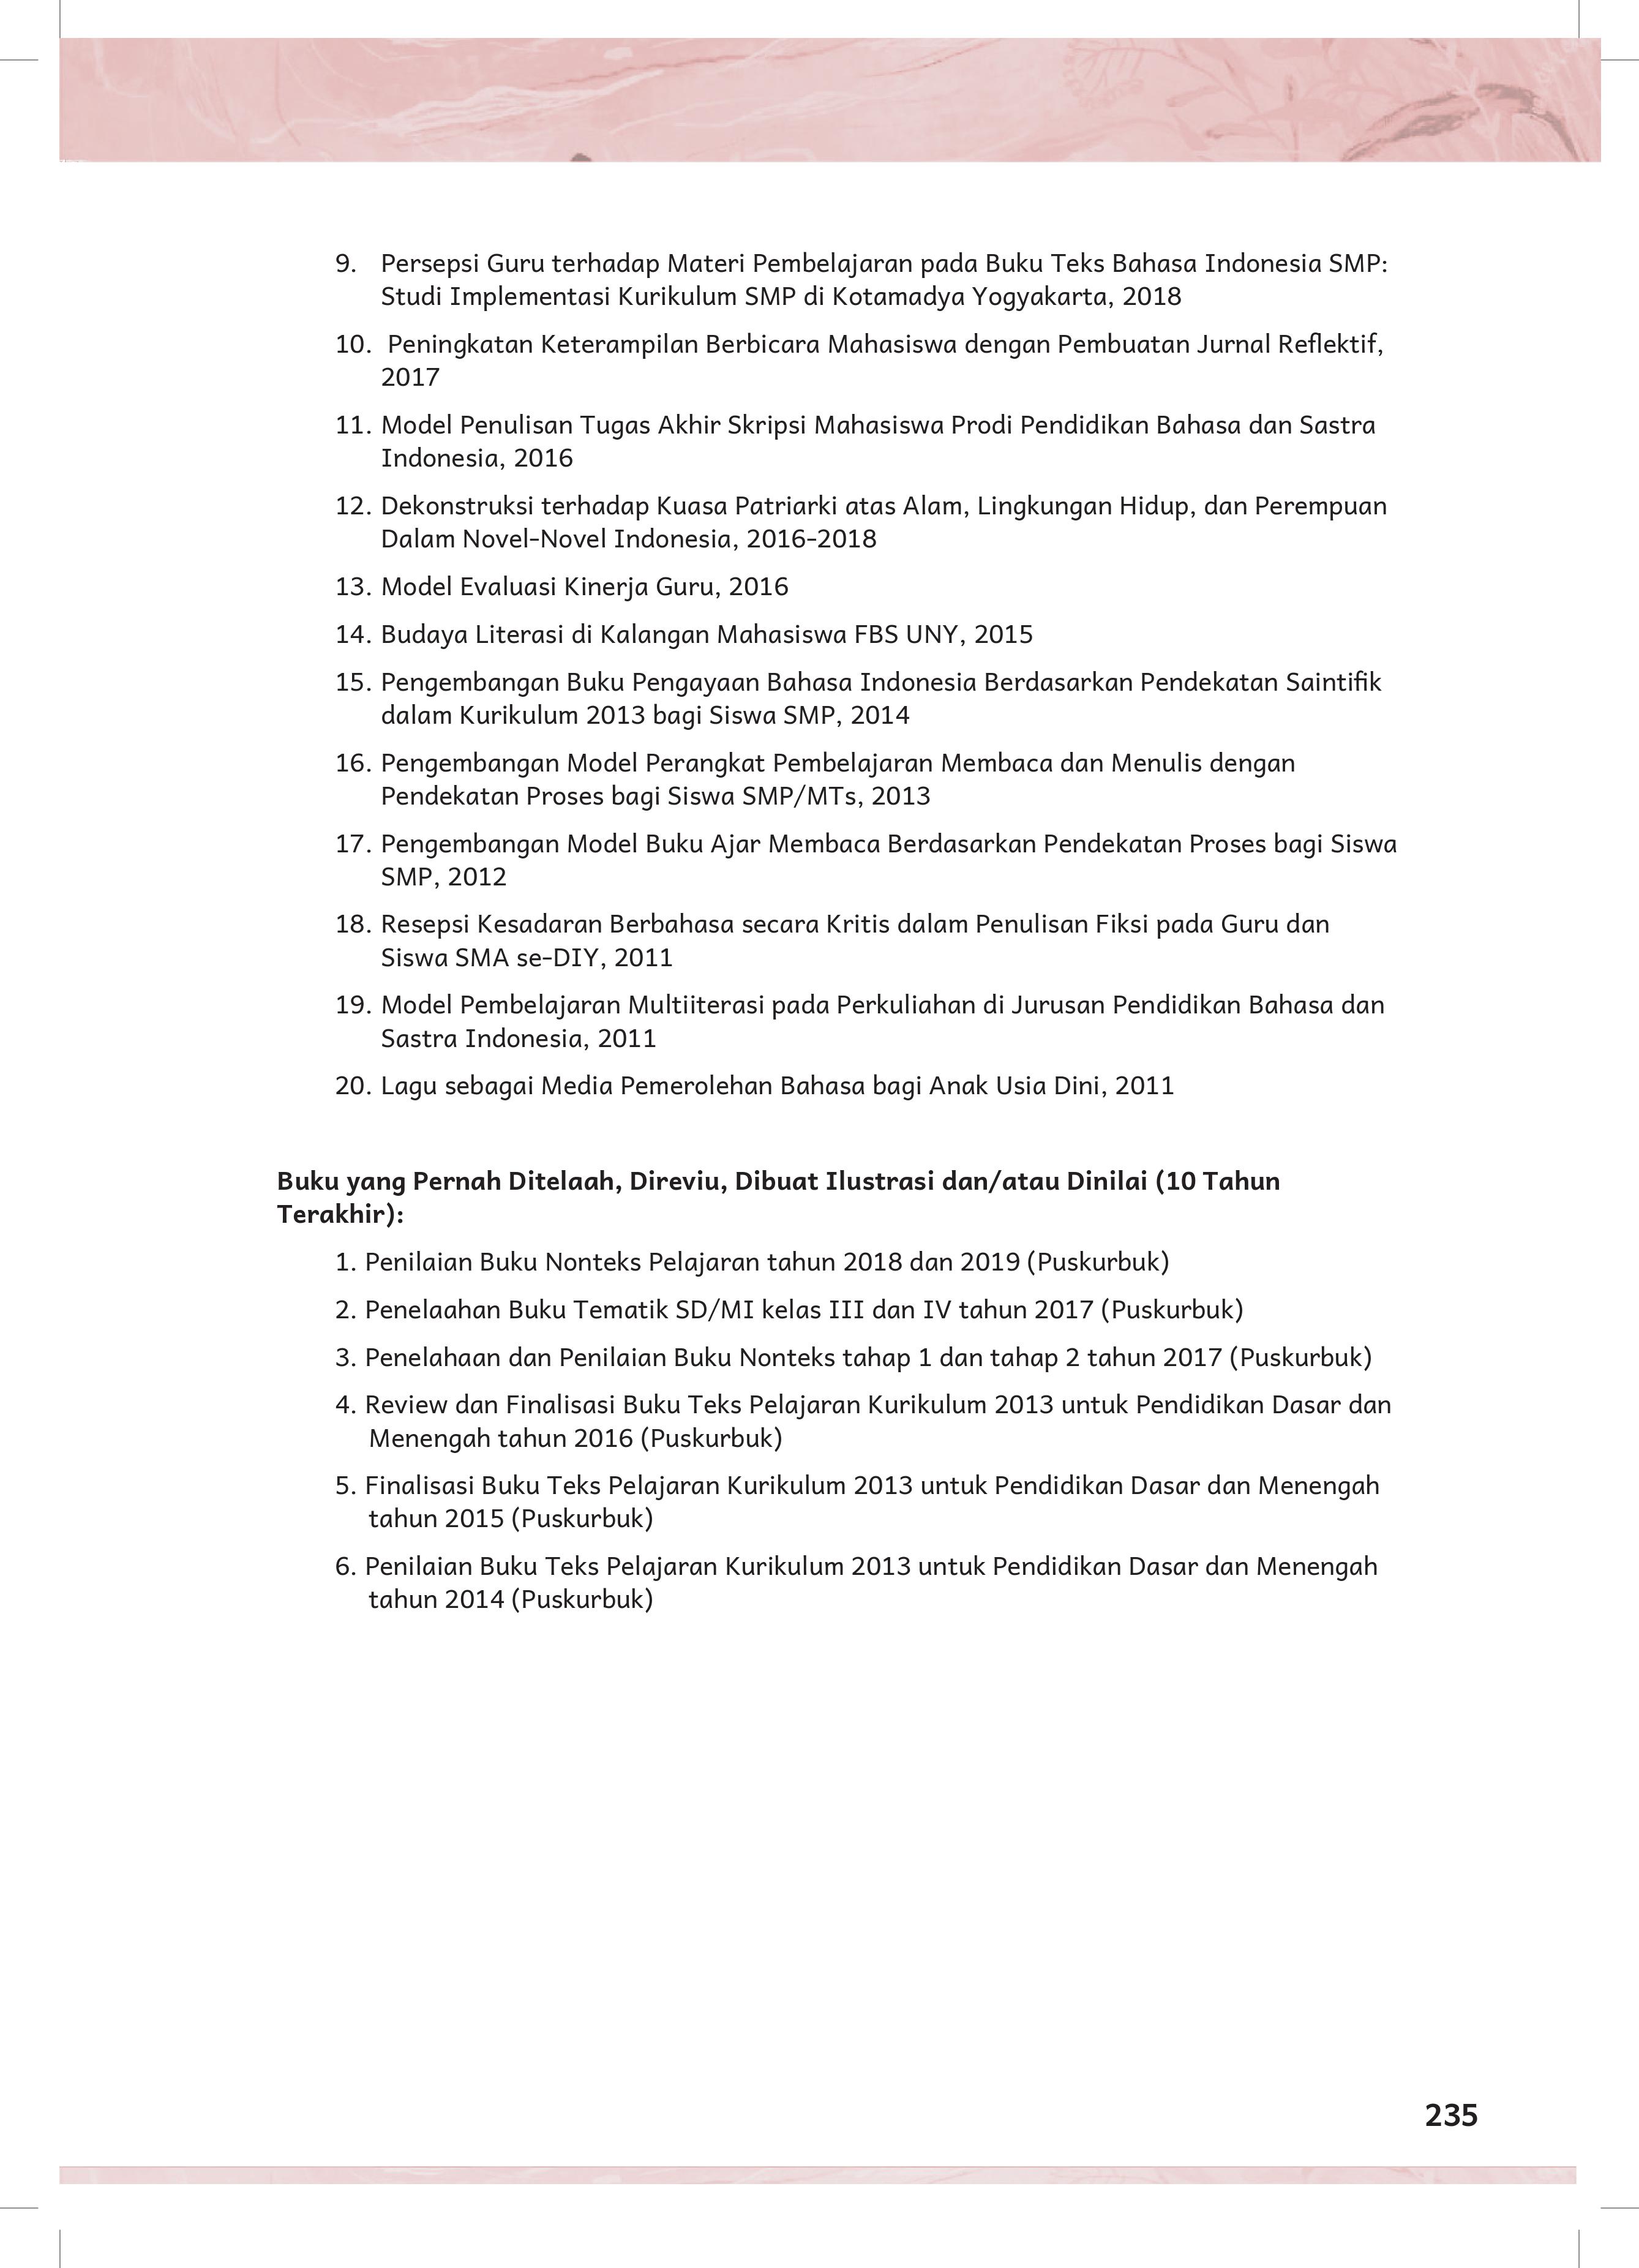 9. Persepsi Guru terhadap Materi Pembelajaran pada Buku Teks Bahasa Indonesia SMP:
Studi Implementasi Kurikulum SMP di Kotamadya Yogyakarta, 2018
10. Peningkatan Keterampilan Berbicara Mahasiswa dengan Pembuatan Jurnal Reflektif,
2017
11. Model Penulisan Tugas Akhir Skripsi Mahasiswa Prodi Pendidikan Bahasa dan Sastra
Indonesia, 2016
12. Dekonstruksi terhadap Kuasa Patriarki atas Alam, Lingkungan Hidup, dan Perempuan
Dalam Novel-Novel Indonesia, 2016-2018
13. Model Evaluasi Kinerja Guru, 2016
14. Budaya Literasi di Kalangan Mahasiswa FBS UNY, 2015
15. Pengembangan Buku Pengayaan Bahasa Indonesia Berdasarkan Pendekatan Saintifik
dalam Kurikulum 2013 bagi Siswa SMP, 2014
16. Pengembangan Model Perangkat Pembelajaran Membaca dan Menulis dengan
Pendekatan Proses bagi Siswa SMP/MTs, 2013
17. Pengembangan Model Buku Ajar Membaca Berdasarkan Pendekatan Proses bagi Siswa
SMP, 2012
18. Resepsi Kesadaran Berbahasa secara Kritis dalam Penulisan Fiksi pada Guru dan
Siswa SMA se-DIY, 2011
19. Model Pembelajaran Multiiterasi pada Perkuliahan di Jurusan Pendidikan Bahasa dan
Sastra Indonesia, 2011
20. Lagu sebagai Media Pemerolehan Bahasa bagi Anak Usia Dini, 2011
Buku yang Pernah Ditelaah, Direviu, Dibuat Ilustrasi dan/atau Dinilai (10 Tahun
Terakhir):
1. Penilaian Buku Nonteks Pelajaran tahun 2018 dan 2019 (Puskurbuk)
2. Penelaahan Buku Tematik SD/MI kelas III dan IV tahun 2017 (Puskurbuk)
3. Penelahaan dan Penilaian Buku Nonteks tahap 1 dan tahap 2 tahun 2017 (Puskurbuk)
4. Review dan Finalisasi Buku Teks Pelajaran Kurikulum 2013 untuk Pendidikan Dasar dan
Menengah tahun 2016 (Puskurbuk)
5. Finalisasi Buku Teks Pelajaran Kurikulum 2013 untuk Pendidikan Dasar dan Menengah
tahun 2015 (Puskurbuk)
6. Penilaian Buku Teks Pelajaran Kurikulum 2013 untuk Pendidikan Dasar dan Menengah
tahun 2014 (Puskurbuk)
235